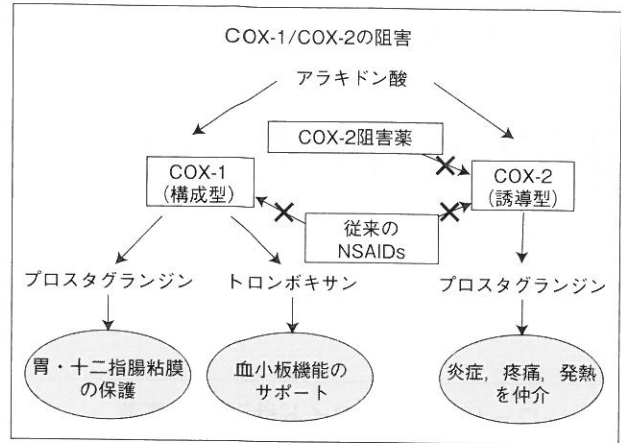 COX-1/COX-2の阻害
アラキドン酸
COX-2阻害薬
COX-1
(構成型)
COX-2
(誘導型)
従来の
NSAIDs
プロスタグランジン
トロンボキサン
プロスタグランジン
胃・十二指腸粘膜
の保護
血小板機能の
サポート
炎症，疼痛，発熱
を仲介